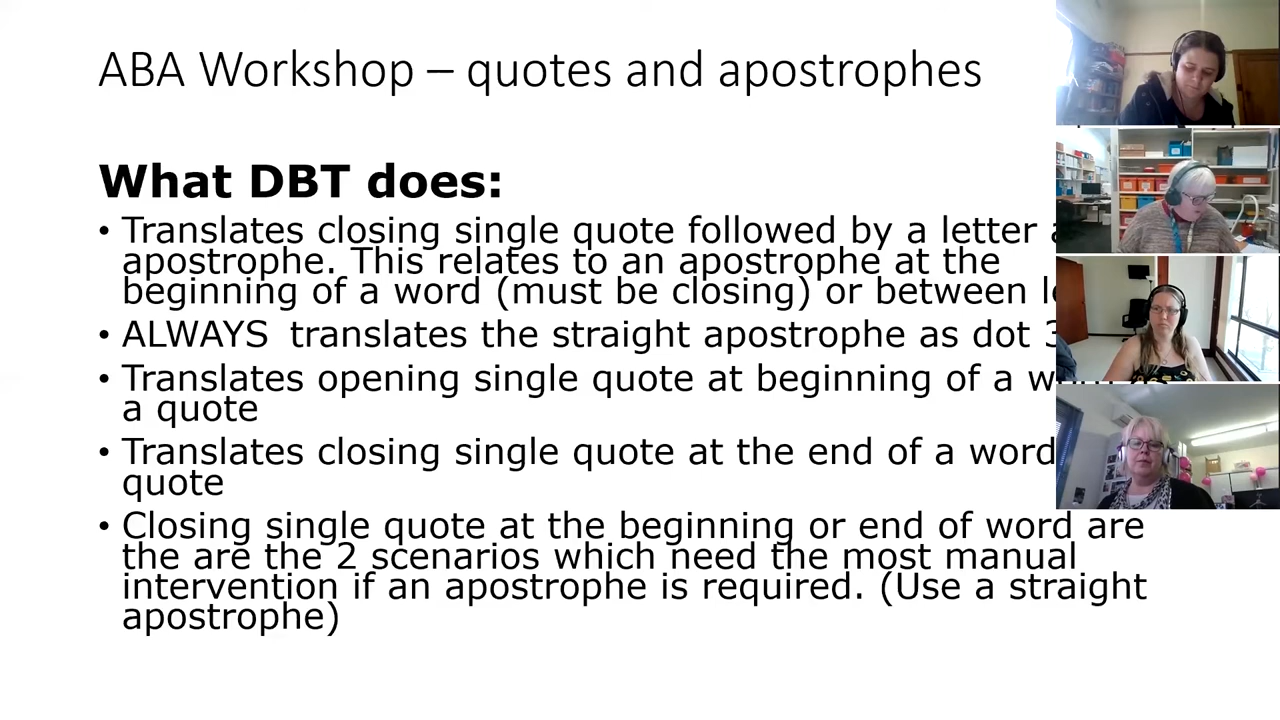 ABA Workshop – quotes and apostrophes
What DBT does:
• Translates closing single quote followed by a letter
apostrophe. This relates to an apostrophe at the
beginning of a word (must be closing) or between
• ALWAYS translates the straight apostrophe as dot
• Translates opening single quote at beginning of a
a quote
• Translates closing single quote at the end of a word
quote
• Closing single quote at the beginning or end of word are
the are the 2 scenarios which need the most manual
intervention if an apostrophe is required. (Use a straight
apostrophe)